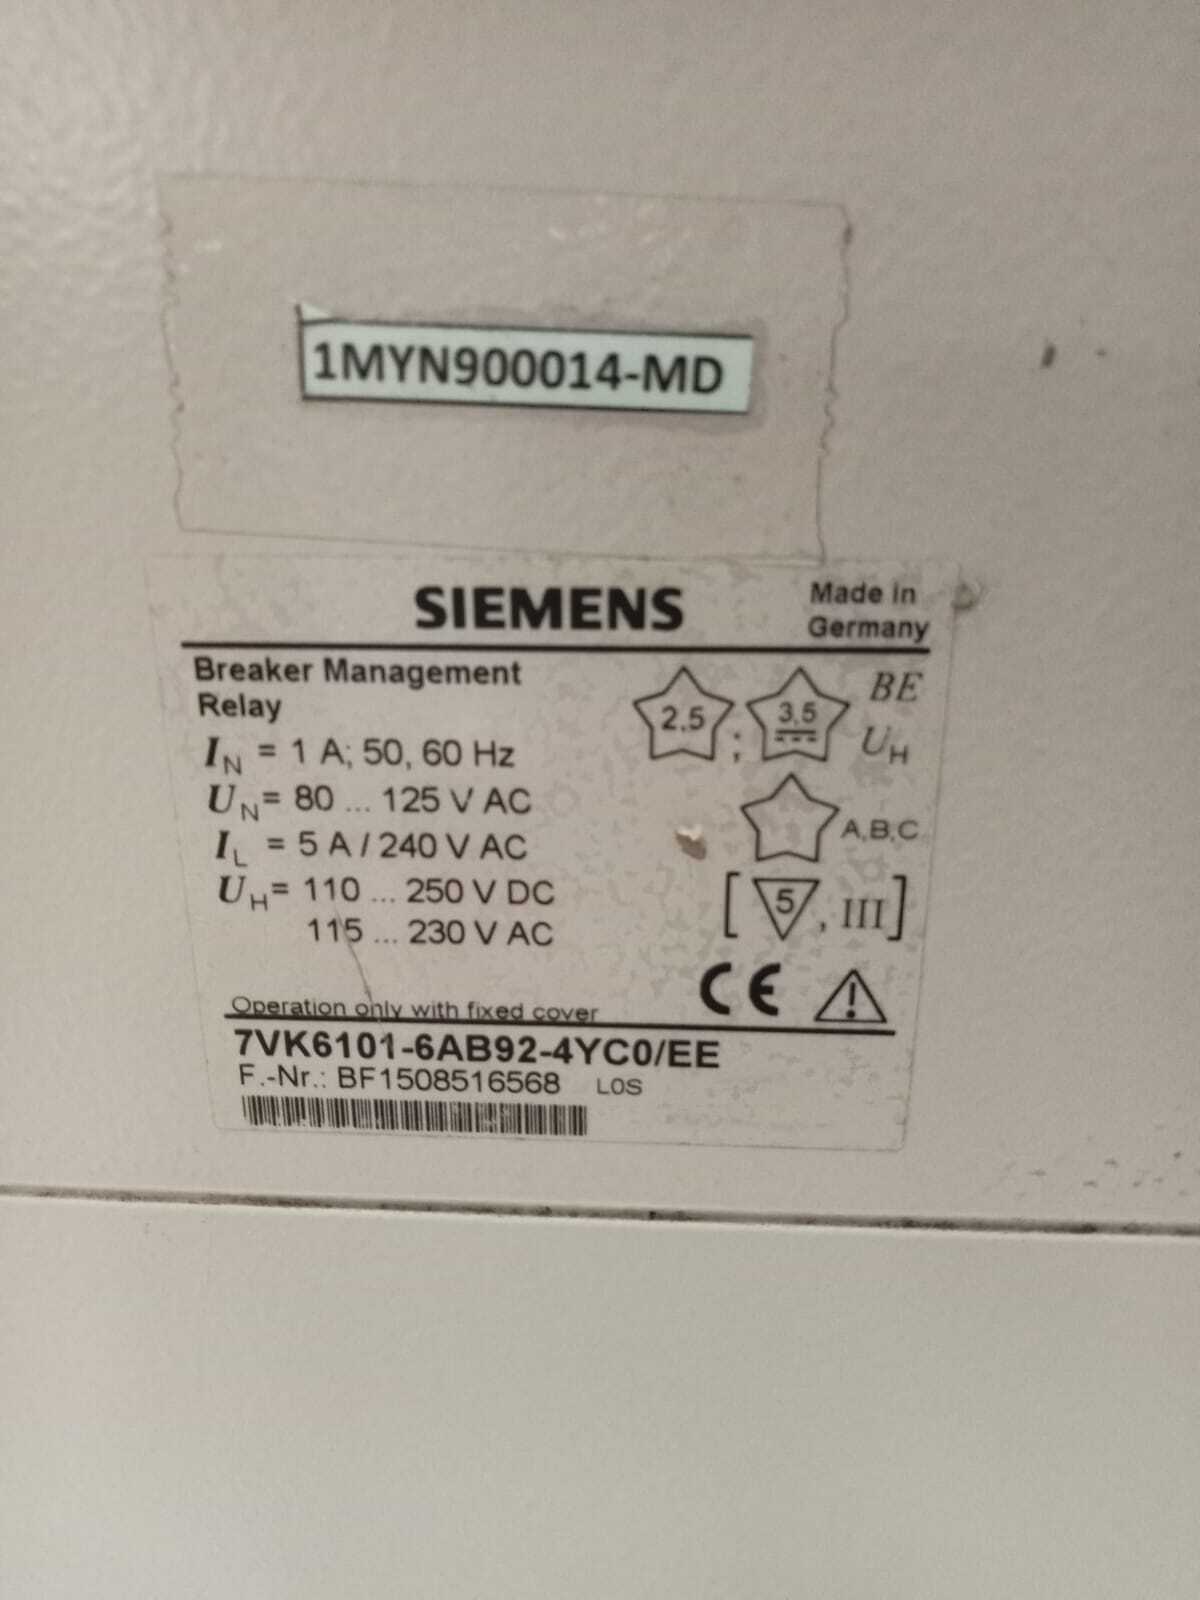 1MYN900014-MD
SIEMENS
Made in
Germany
Breaker Management
Relay
IN = 1 A; 50, 60 Hz
UN= 80 ... 125 V AC
IL = 5 A / 240 V AC
UH= 110 ... 250 V DC
115 ... 230 V AC
2.5 ; 3.5 BE
UH
A,B,C
[ 5 , III ]
CE
Operation only with fixed cover
7VK6101-6AB92-4YC0/EE
F.-Nr.: BF1508516568 L0S